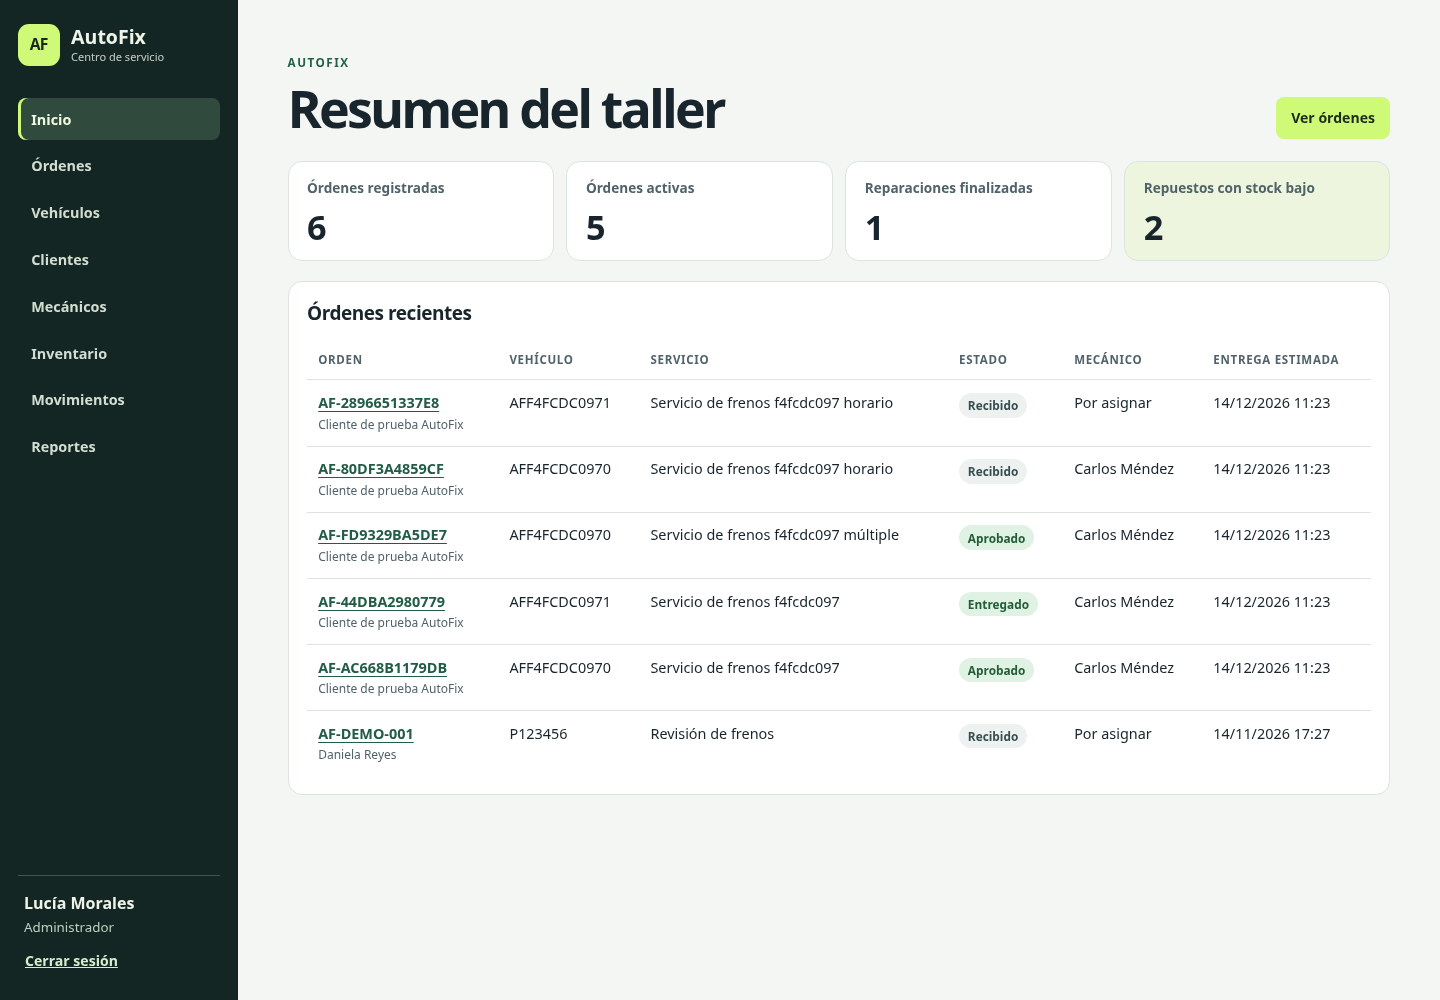 AF
AutoFix
Centro de servicio
Inicio
Órdenes
Vehículos
Clientes
Mecánicos
Inventario
Movimientos
Reportes
Lucía Morales
Administrador
Cerrar sesión
AUTOFIX
Resumen del taller
Ver órdenes
Órdenes registradas
6
Órdenes activas
5
Reparaciones finalizadas
1
Repuestos con stock bajo
2
Órdenes recientes
ORDEN VEHÍCULO SERVICIO ESTADO MECÁNICO ENTREGA ESTIMADA
AF-2896651337E8 AFF4FCDC0971 Servicio de frenos f4fcdc097 horario Recibido Por asignar 14/12/2026 11:23
Cliente de prueba AutoFix
AF-80DF3A4859CF AFF4FCDC0970 Servicio de frenos f4fcdc097 horario Recibido Carlos Méndez 14/12/2026 11:23
Cliente de prueba AutoFix
AF-FD9329BA5DE7 AFF4FCDC0970 Servicio de frenos f4fcdc097 múltiple Aprobado Carlos Méndez 14/12/2026 11:23
Cliente de prueba AutoFix
AF-44DBA2980779 AFF4FCDC0971 Servicio de frenos f4fcdc097 Entregado Carlos Méndez 14/12/2026 11:23
Cliente de prueba AutoFix
AF-AC668B1179DB AFF4FCDC0970 Servicio de frenos f4fcdc097 Aprobado Carlos Méndez 14/12/2026 11:23
Cliente de prueba AutoFix
AF-DEMO-001 P123456 Revisión de frenos Recibido Por asignar 14/11/2026 17:27
Daniela Reyes